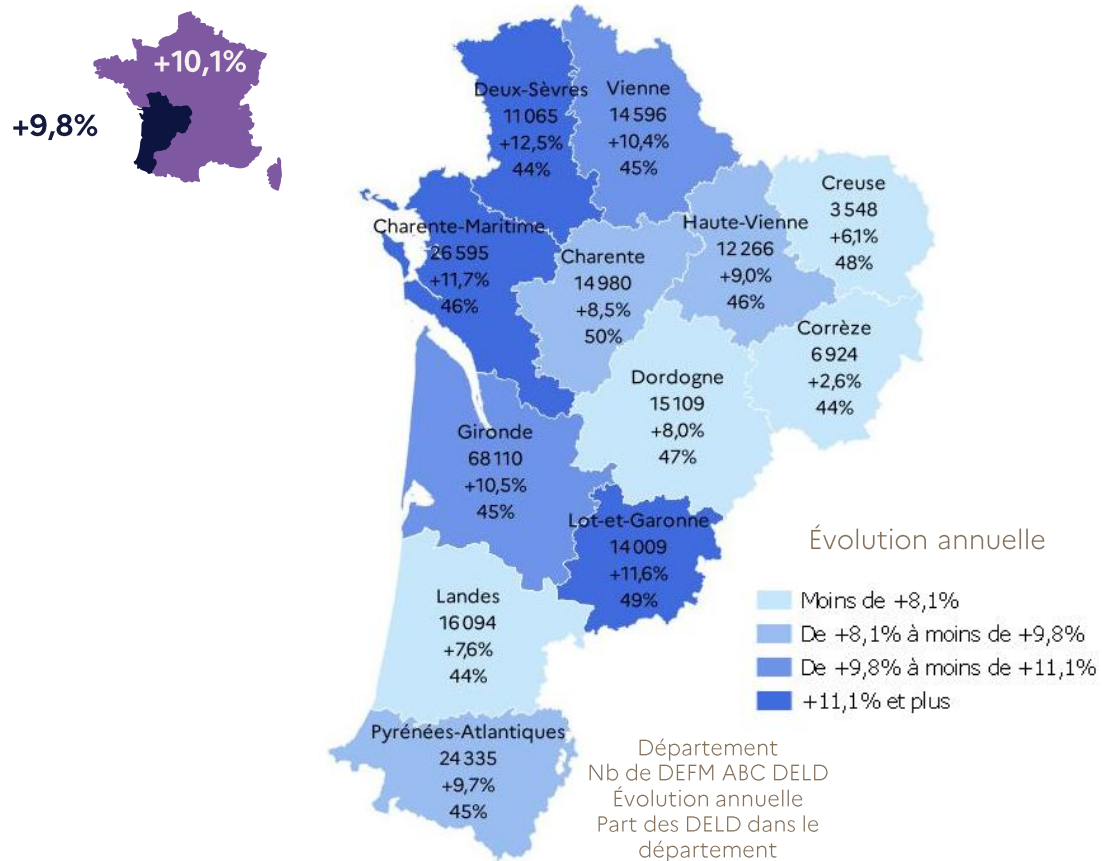 +10,1%
+9,8%
Deux-Sèvres
11 065
+12,5%
44%
Vienne
14 596
+10,4%
45%
Creuse
3 548
+6,1%
48%
Charente-Maritime
26 595
+11,7%
46%
Charente
14 980
+8,5%
50%
Haute-Vienne
12 266
+9,0%
46%
Corrèze
6 924
+2,6%
44%
Dordogne
15 109
+8,0%
47%
Gironde
68 110
+10,5%
45%
Lot-et-Garonne
14 009
+11,6%
49%
Landes
16 094
+7,6%
44%
Pyrénées-Atlantiques
24 335
+9,7%
45%
Évolution annuelle
Moins de +8,1%
De +8,1% à moins de +9,8%
De +9,8% à moins de +11,1%
+11,1% et plus
Département
Nb de DEFM ABC DELD
Évolution annuelle
Part des DELD dans le
département